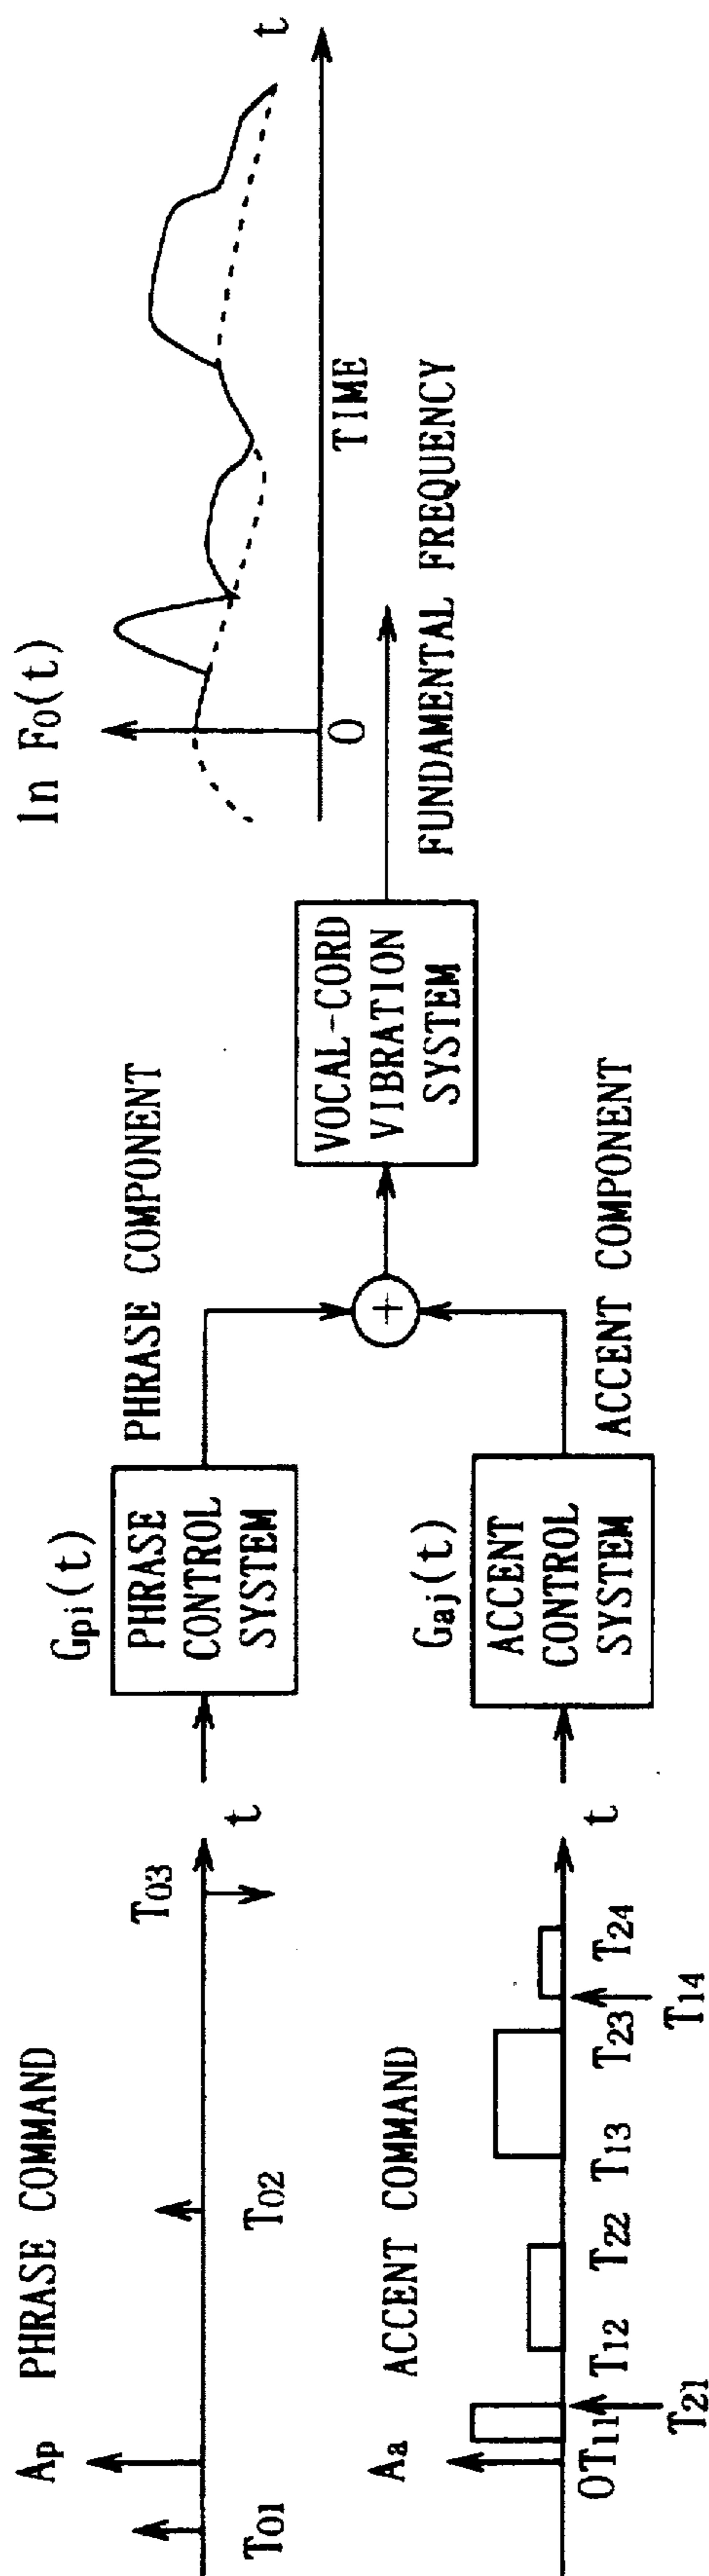 Ap PHRASE COMMAND
T01
T02
T03
t
Gpi(t)
PHRASE
CONTROL
SYSTEM
PHRASE COMPONENT
Aa ACCENT COMMAND
OT11
T21
T12
T22
T13
T23
T14
T24
t
Gaj(t)
ACCENT
CONTROL
SYSTEM
ACCENT COMPONENT
+
VOCAL-CORD
VIBRATION
SYSTEM
FUNDAMENTAL FREQUENCY
ln F0(t)
0
TIME
t